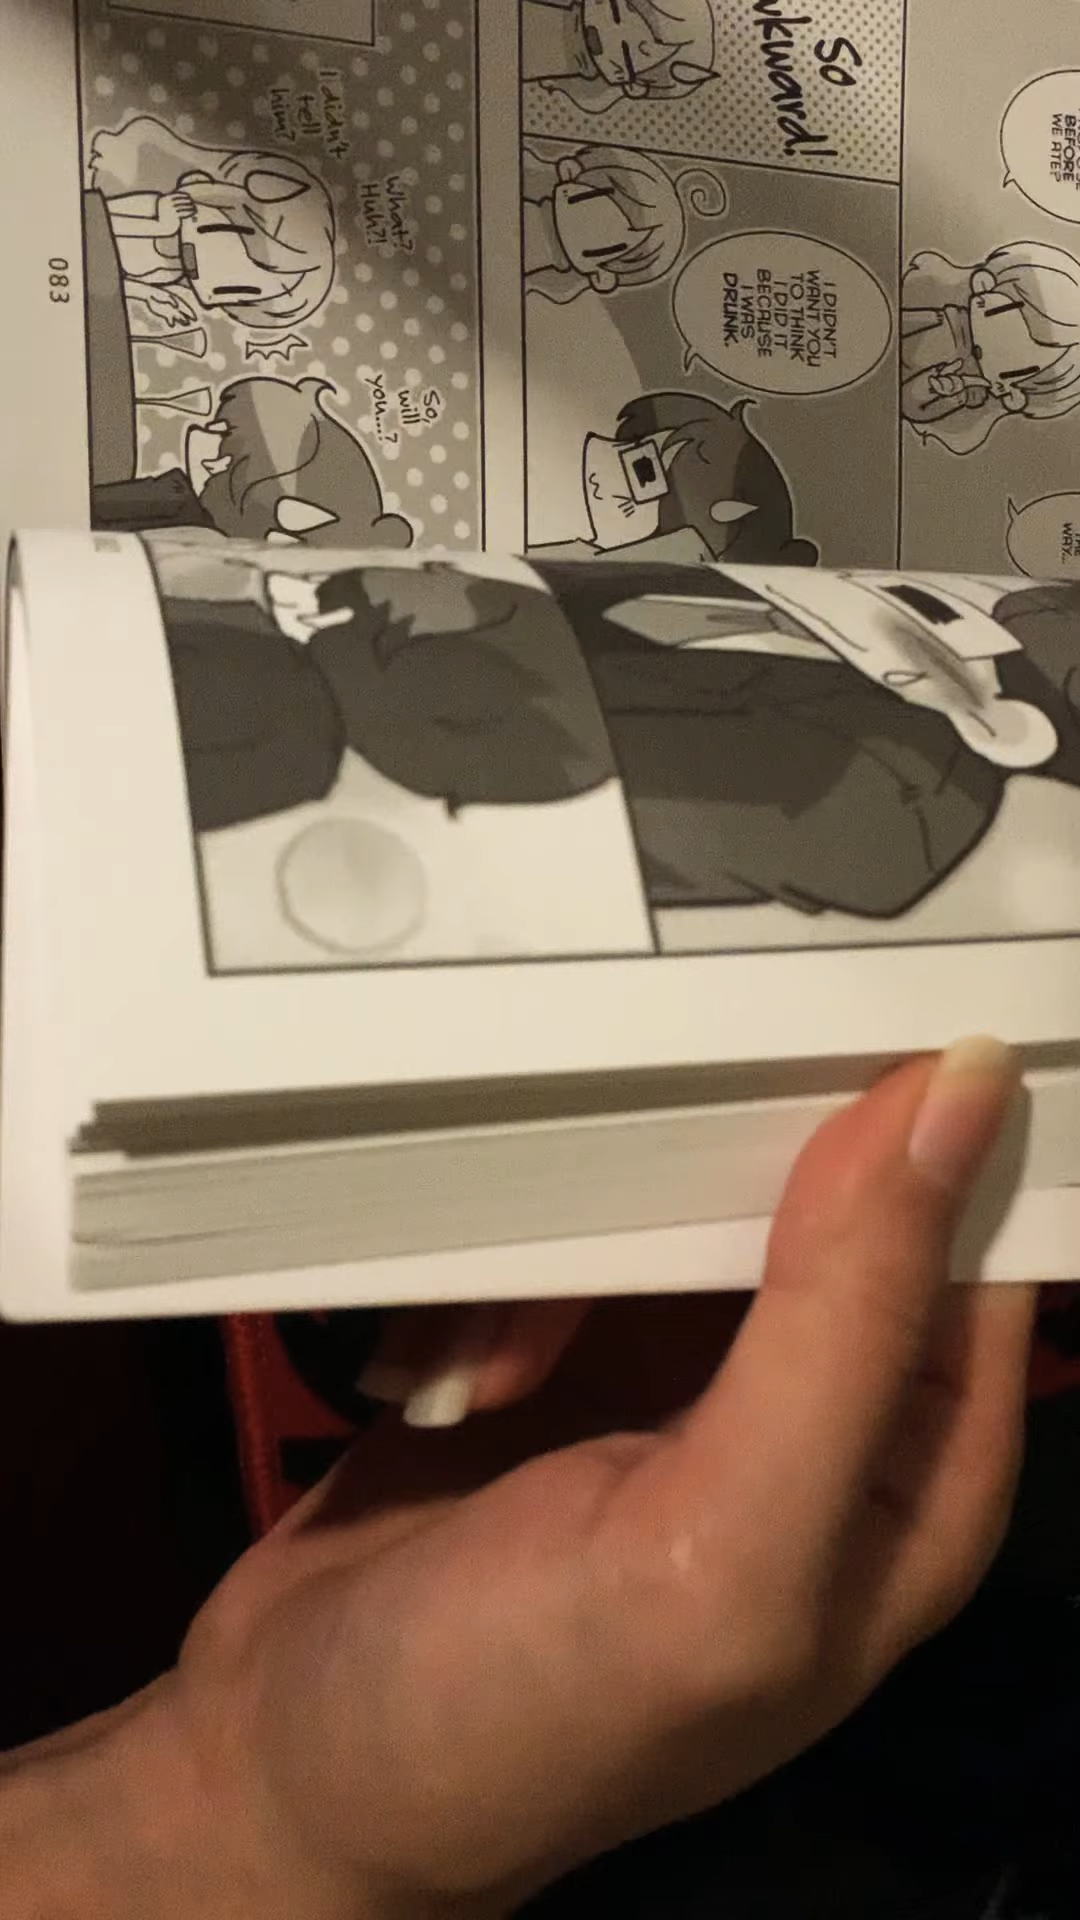 BEFORE
WE ATE?
WAY...
So
I DIDN'T
WANT YOU
TO THINK
I DID IT
BECAUSE
I WAS
DRUNK.
What?
Huh?!
I didn't
tell
him?
So,
will
you...?
083